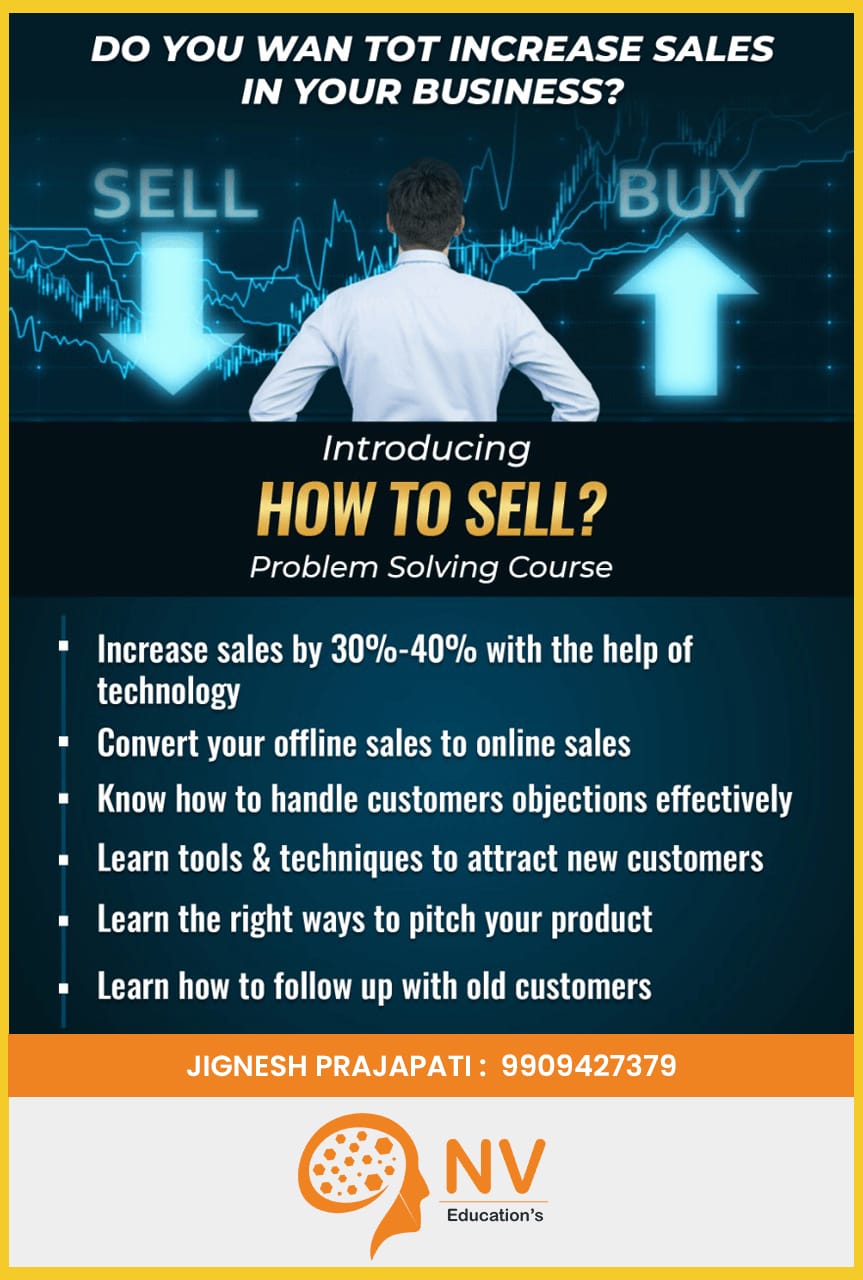 DO YOU WAN TOT INCREASE SALES
IN YOUR BUSINESS?
SELL
BUY
Introducing
HOW TO SELL?
Problem Solving Course
▪ Increase sales by 30%-40% with the help of
technology
▪ Convert your offline sales to online sales
▪ Know how to handle customers objections effectively
▪ Learn tools & techniques to attract new customers
▪ Learn the right ways to pitch your product
▪ Learn how to follow up with old customers
JIGNESH PRAJAPATI : 9909427379
NV
Education's